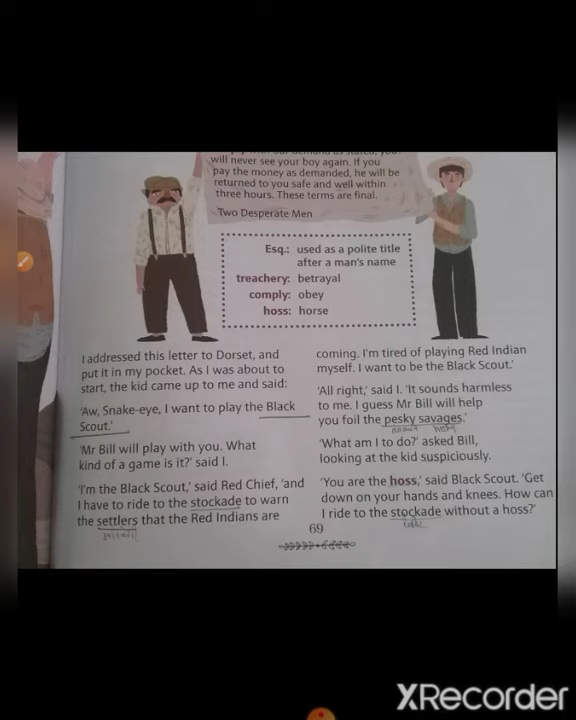 will never see your boy again. If you
pay the money as demanded, he will be
returned to you safe and well within
three hours. These terms are final.
Two Desperate Men
Esq.: used as a polite title
after a man's name
treachery: betrayal
comply: obey
hoss: horse
I addressed this letter to Dorset, and
put it in my pocket. As I was about to
start, the kid came up to me and said:
'Aw, Snake-eye, I want to play the Black
Scout.'
'Mr Bill will play with you. What
kind of a game is it?' said I.
'I'm the Black Scout,' said Red Chief, 'and
I have to ride to the stockade to warn
the settlers that the Red Indians are
coming. I'm tired of playing Red Indian
myself. I want to be the Black Scout.'
'All right,' said I. 'It sounds harmless
to me. I guess Mr Bill will help
you foil the pesky savages.'
'What am I to do?' asked Bill,
looking at the kid suspiciously.
'You are the hoss,' said Black Scout. 'Get
down on your hands and knees. How can
I ride to the stockade without a hoss?'
69
XRecorder